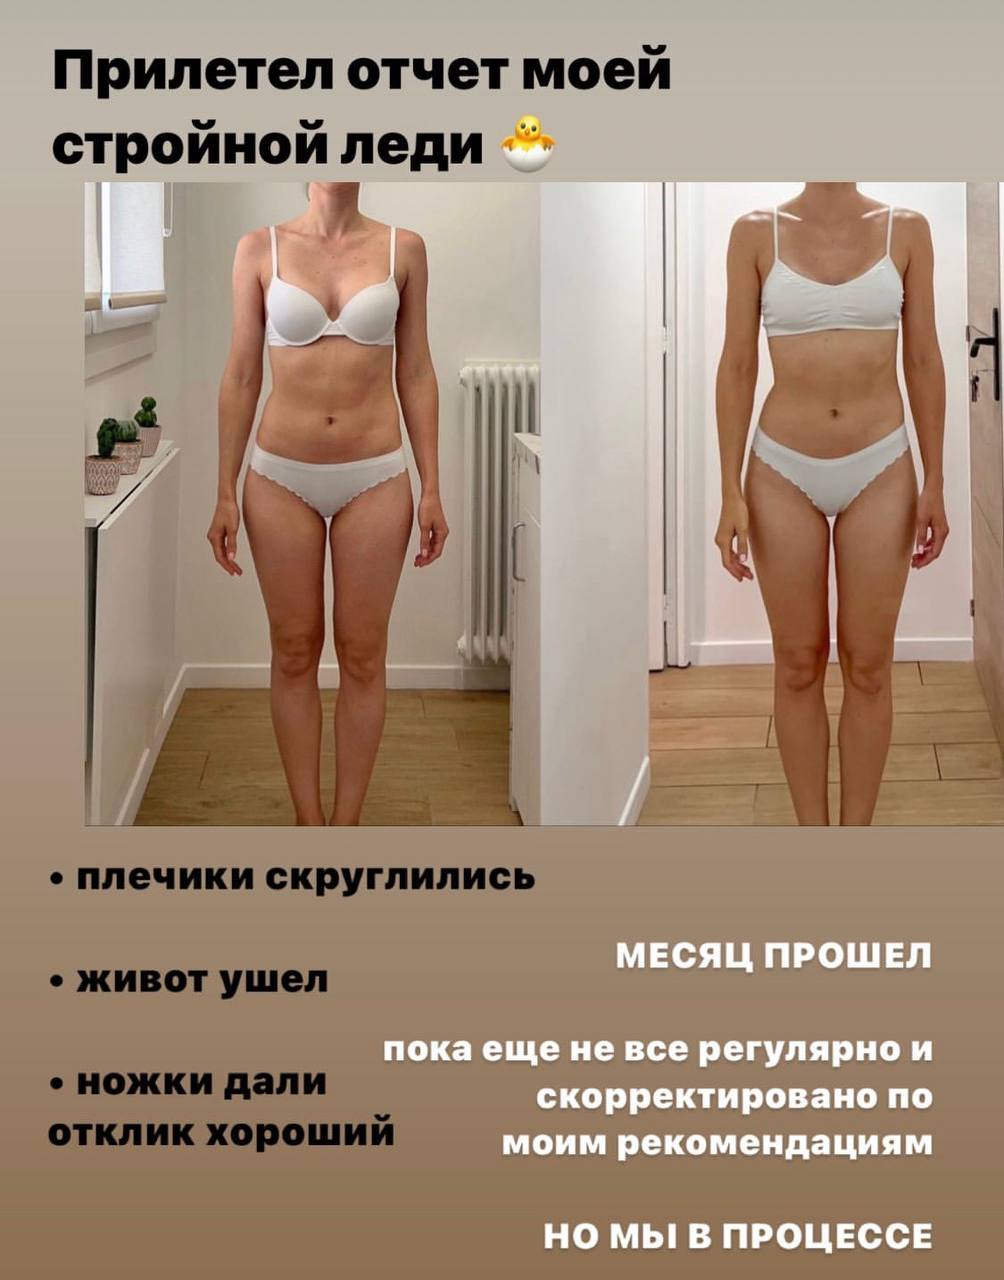 Прилетел отчет моей
стройной леди 🐣
• плечики скруглились
• живот ушел
• ножки дали
отклик хороший
МЕСЯЦ ПРОШЕЛ
пока еще не все регулярно и
скорректировано по
моим рекомендациям
НО МЫ В ПРОЦЕССЕ